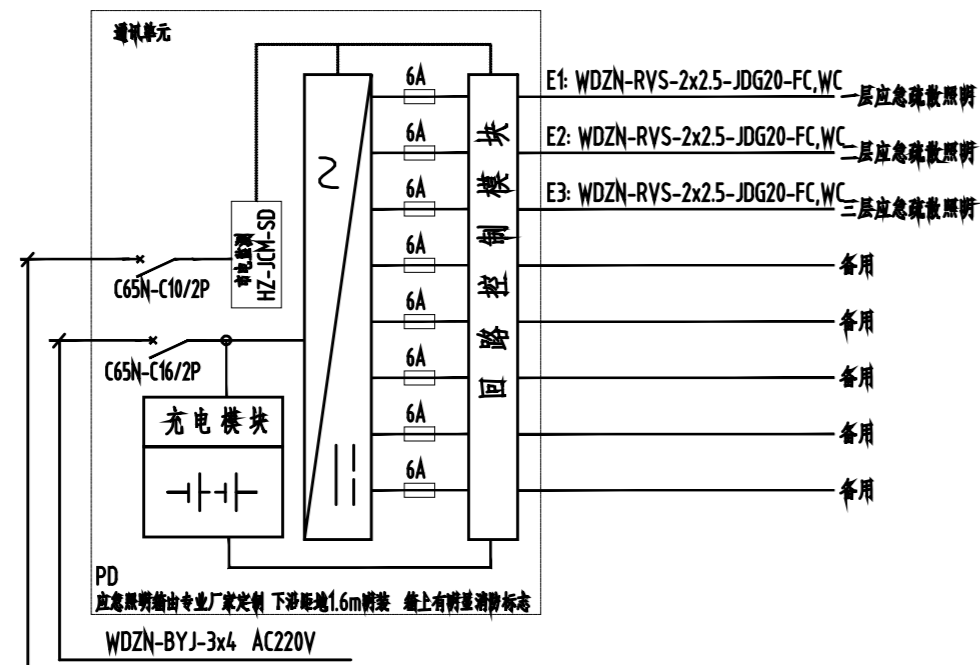 通讯单元
6A
E1: WDZN-RVS-2x2.5-JDG20-FC,WC
一层应急疏散照明
6A
E2: WDZN-RVS-2x2.5-JDG20-FC,WC
二层应急疏散照明
6A
E3: WDZN-RVS-2x2.5-JDG20-FC,WC
三层应急疏散照明
6A
备用
6A
备用
6A
备用
6A
备用
6A
备用
回路控制模块
市电监测
HZ-JCM-SD
C65N-C10/2P
C65N-C16/2P
充电模块
PD
应急照明箱由专业厂家定制 下沿距地1.6m明装 箱上有明显消防标志
WDZN-BYJ-3x4 AC220V